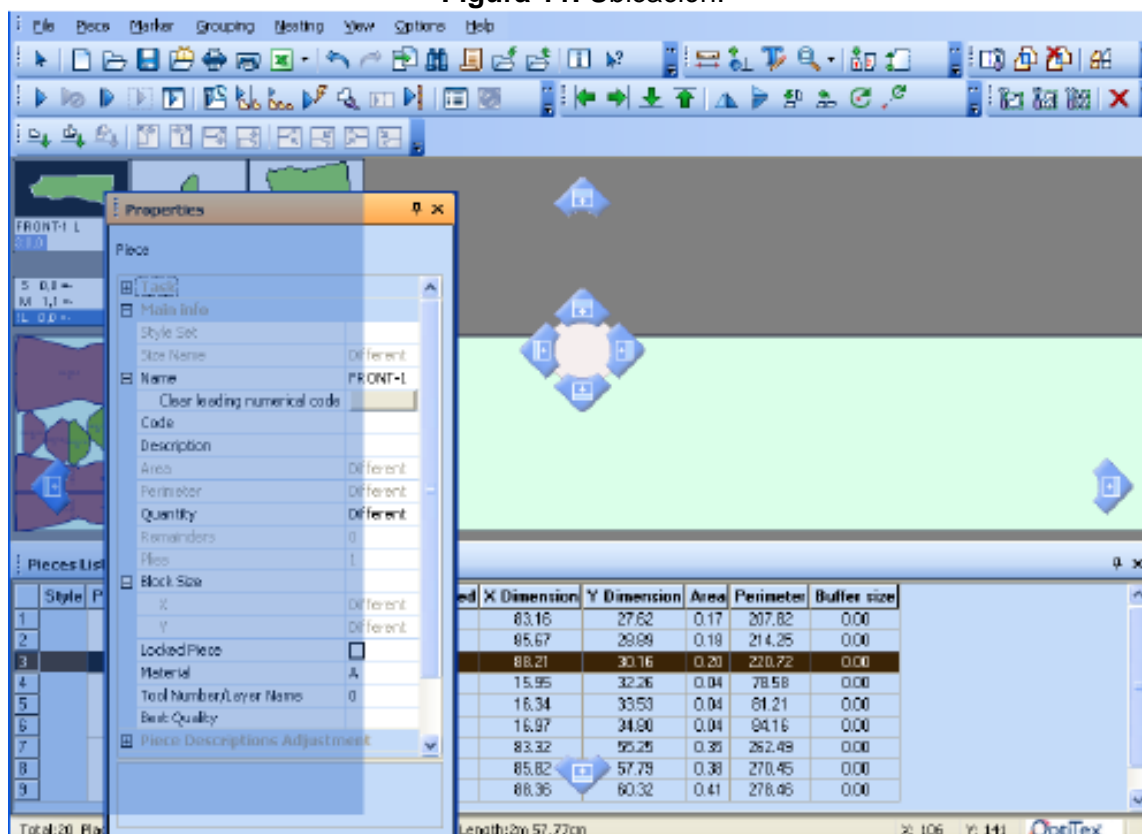 Figura 11. Ubicación.
File Piece Marker Grouping Nesting View Options Help
FRONT-1 L
S 0,0
M 1,1
L 0,0
Properties
Piece
Task
Main info
Style Set
Size Name Different
Name FRONT-1
Clear leading numerical code
Code
Description
Area Different
Perimeter Different
Quantity Different
Remainders 0
Plies 1
Block Size
X Different
Y Different
Locked Piece
Material A
Tool Number/Layer Name 0
Best Quality
Piece Descriptions Adjustment
Pieces List
Style P ed X Dimension Y Dimension Area Perimeter Buffer size
1 83.16 27.62 0.17 207.82 0.00
2 85.67 28.89 0.18 214.25 0.00
3 88.21 30.16 0.20 220.72 0.00
4 15.95 32.26 0.04 78.58 0.00
5 16.34 33.53 0.04 81.21 0.00
6 16.97 34.80 0.04 84.16 0.00
7 83.32 55.25 0.35 262.49 0.00
8 85.82 57.79 0.38 270.45 0.00
9 88.36 60.32 0.41 278.46 0.00
Total:20 Length:2m 57.77cm X: 106 Y: 141 OptiTex